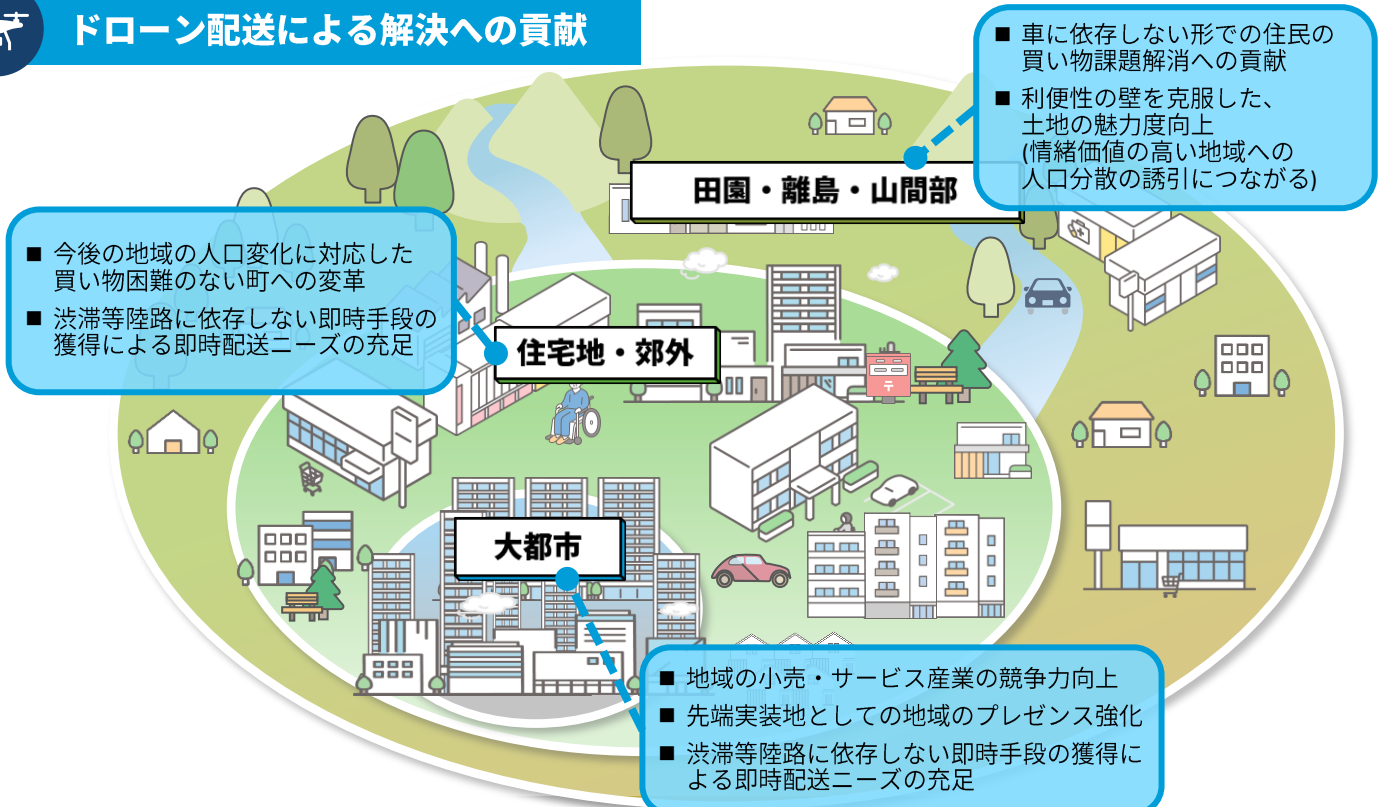 ドローン配送による解決への貢献
■ 車に依存しない形での住民の
買い物課題解消への貢献
■ 利便性の壁を克服した、
土地の魅力度向上
(情緒価値の高い地域への
人口分散の誘引につながる)
田園・離島・山間部
■ 今後の地域の人口変化に対応した
買い物困難のない町への変革
■ 渋滞等陸路に依存しない即時手段の
獲得による即時配送ニーズの充足
住宅地・郊外
〒
大都市
■ 地域の小売・サービス産業の競争力向上
■ 先端実装地としての地域のプレゼンス強化
■ 渋滞等陸路に依存しない即時手段の獲得に
よる即時配送ニーズの充足